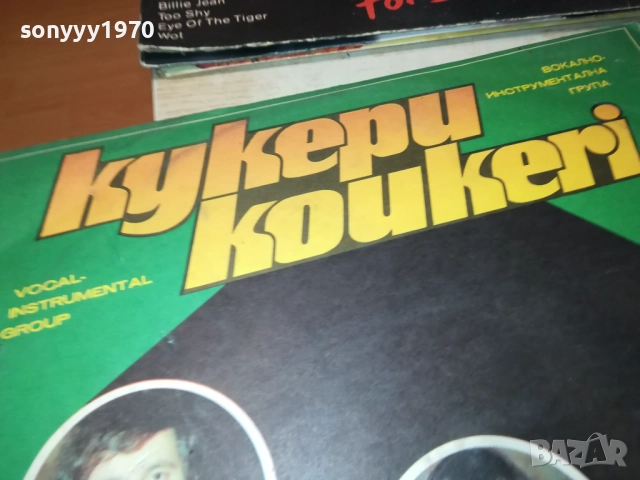 sonyyy1970
Billie Jean
Too Shy
Eye Of The Tiger
Wot
ВОКАЛНО-
ИНСТРУМЕНТАЛНА
ГРУПА
кукери
koukeri
VOCAL-
INSTRUMENTAL
GROUP
BAZAR